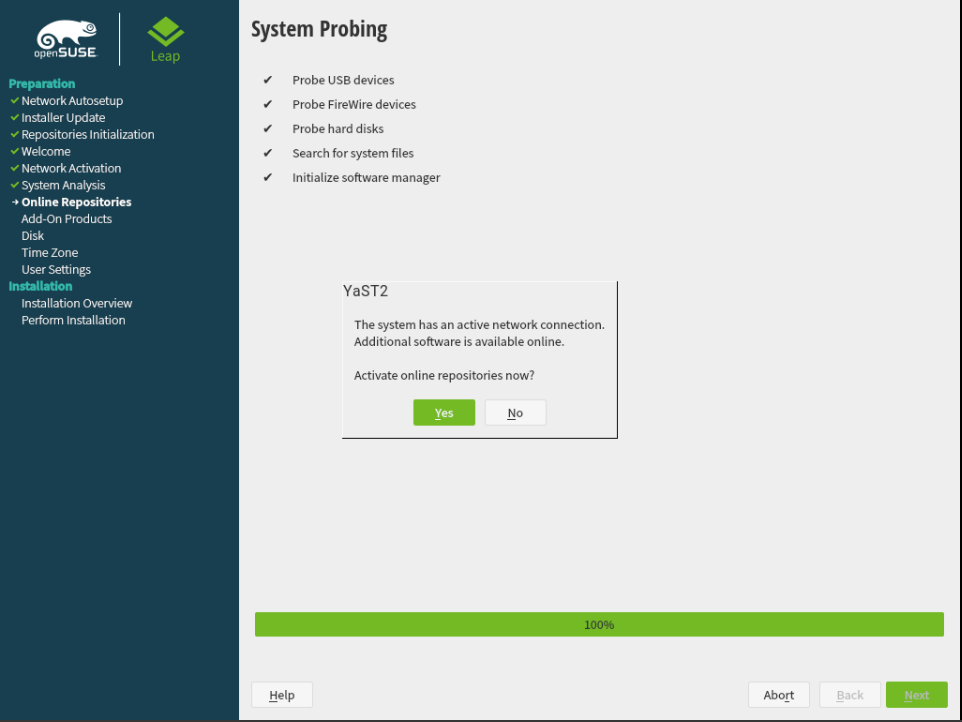 openSUSE
Leap
Preparation
Network Autosetup
Installer Update
Repositories Initialization
Welcome
Network Activation
System Analysis
Online Repositories
Add-On Products
Disk
Time Zone
User Settings
Installation
Installation Overview
Perform Installation
System Probing
Probe USB devices
Probe FireWire devices
Probe hard disks
Search for system files
Initialize software manager
YaST2
The system has an active network connection.
Additional software is available online.
Activate online repositories now?
Yes
No
100%
Help
Abort
Back
Next